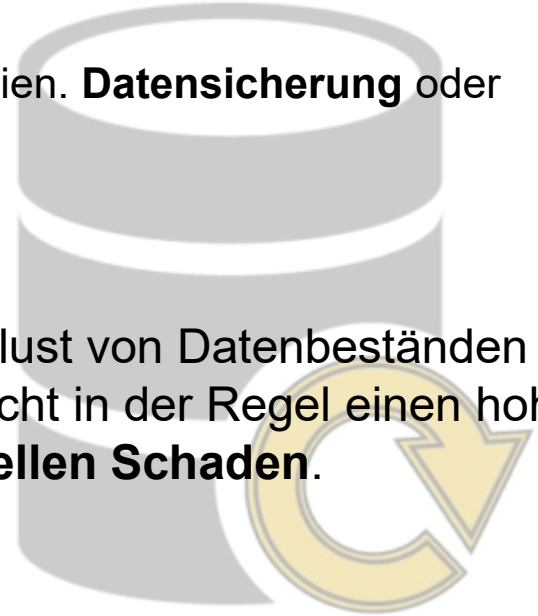 ien. Datensicherung oder
lust von Datenbeständen
cht in der Regel einen hoh
ellen Schaden.